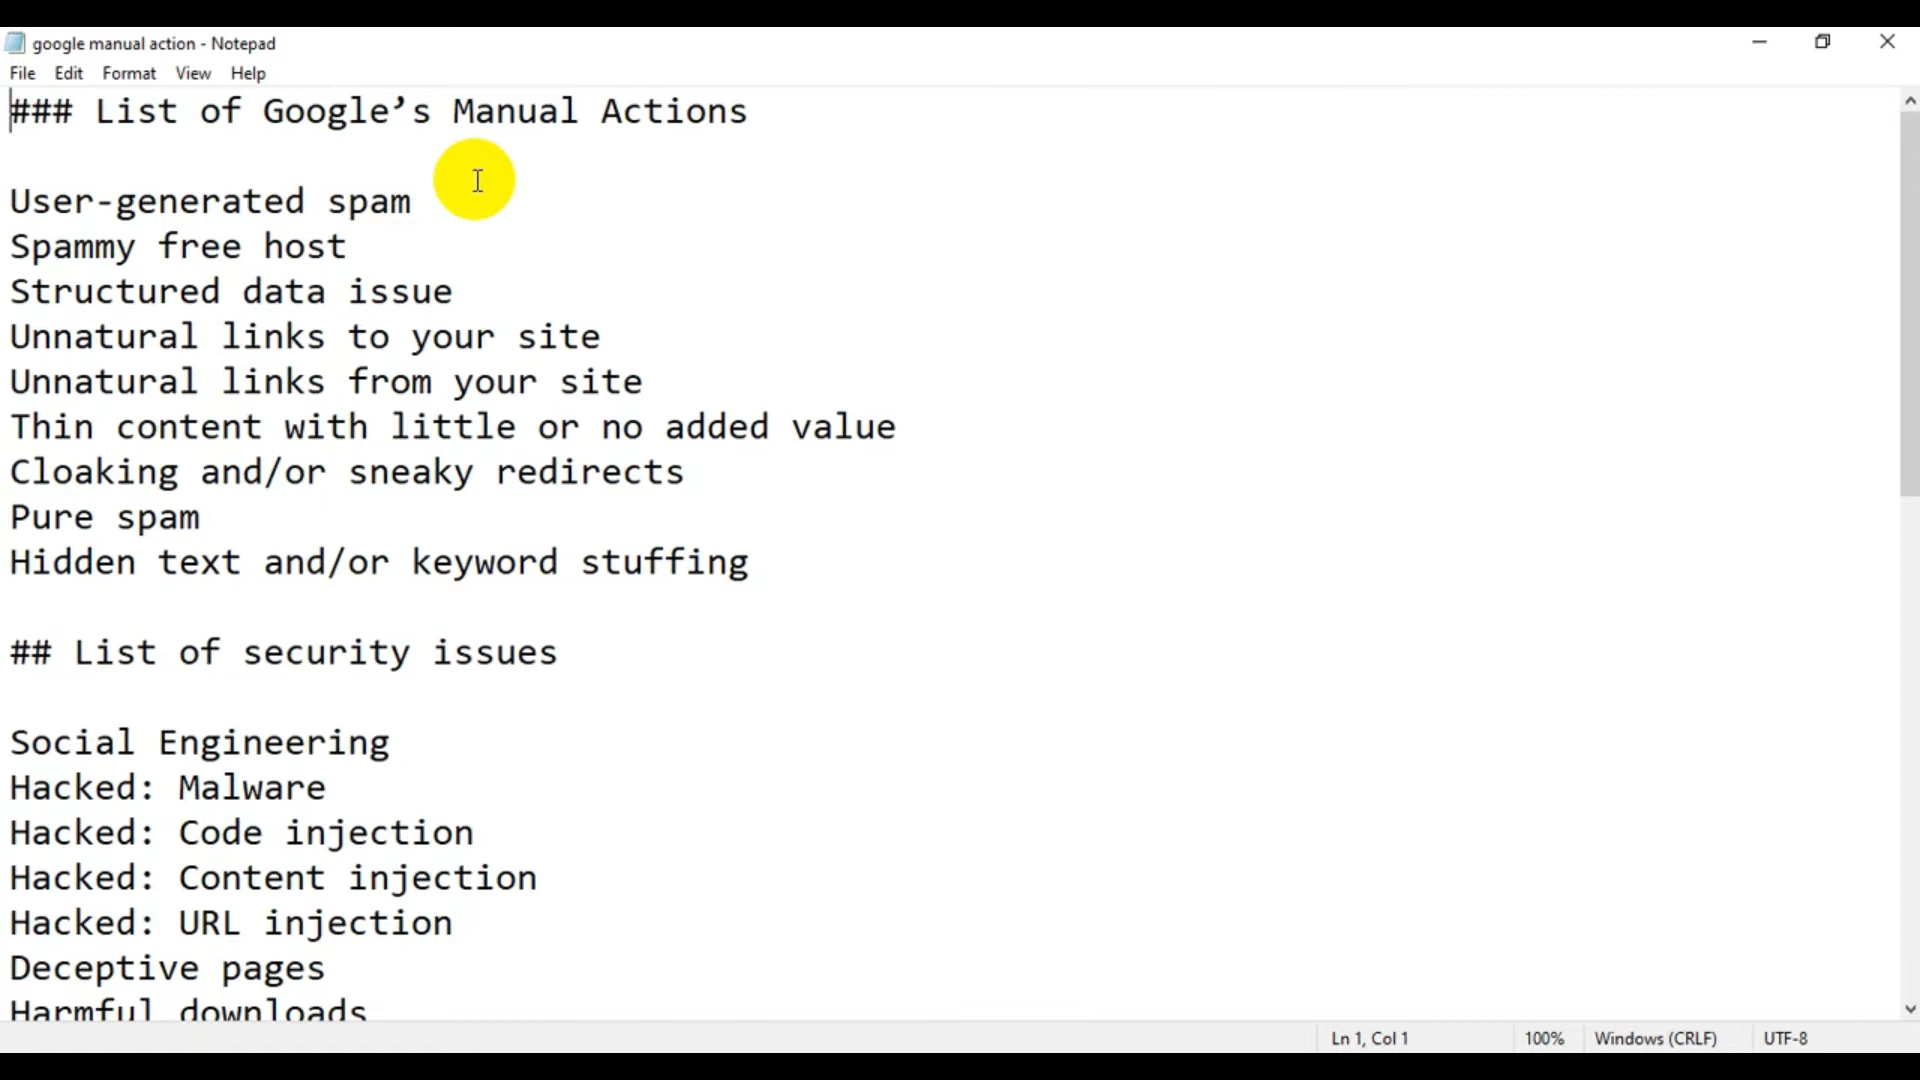 google manual action - Notepad
File Edit Format View Help
### List of Google’s Manual Actions
User-generated spam
Spammy free host
Structured data issue
Unnatural links to your site
Unnatural links from your site
Thin content with little or no added value
Cloaking and/or sneaky redirects
Pure spam
Hidden text and/or keyword stuffing
## List of security issues
Social Engineering
Hacked: Malware
Hacked: Code injection
Hacked: Content injection
Hacked: URL injection
Deceptive pages
Harmful downloads
Ln 1, Col 1 100% Windows (CRLF) UTF-8